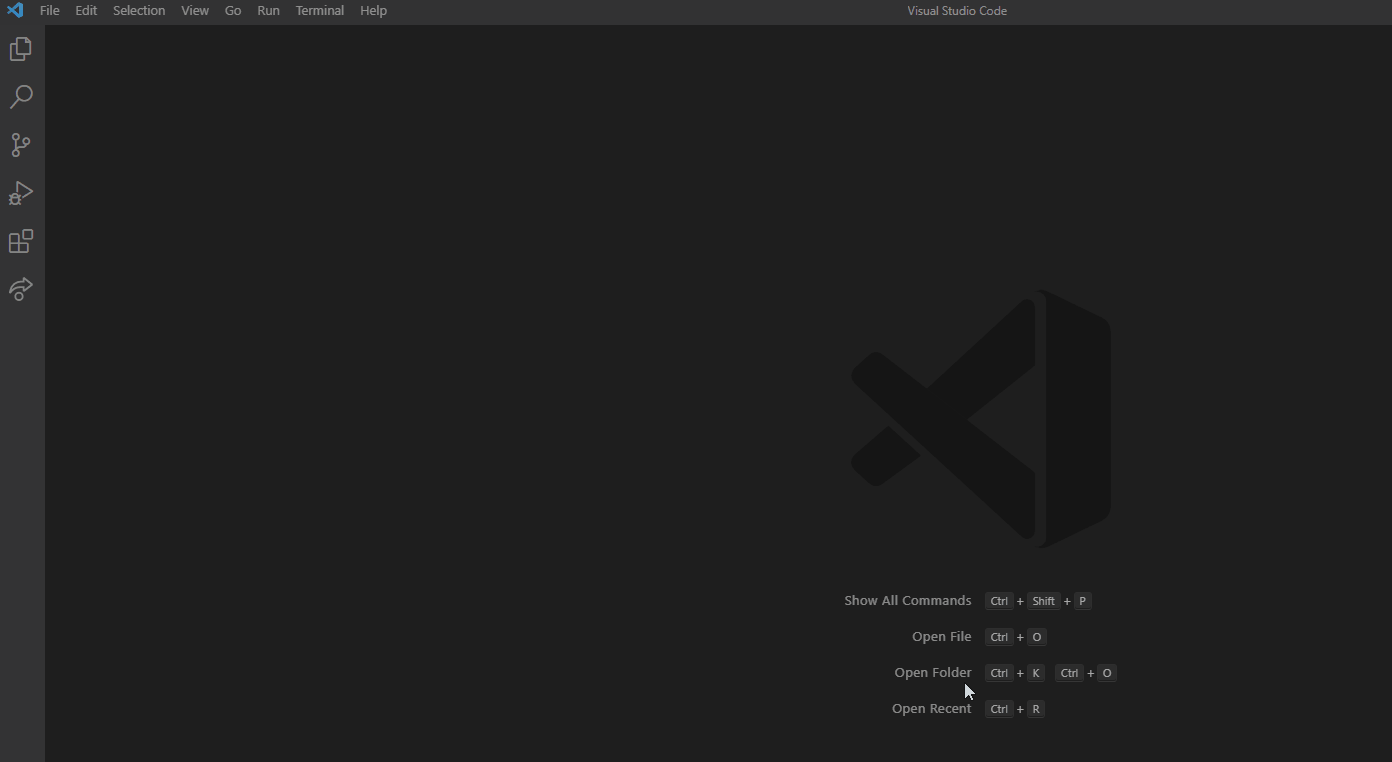 File Edit Selection View Go Run Terminal Help Visual Studio Code
Show All Commands Ctrl + Shift + P
Open File Ctrl + O
Open Folder Ctrl + K Ctrl + O
Open Recent Ctrl + R